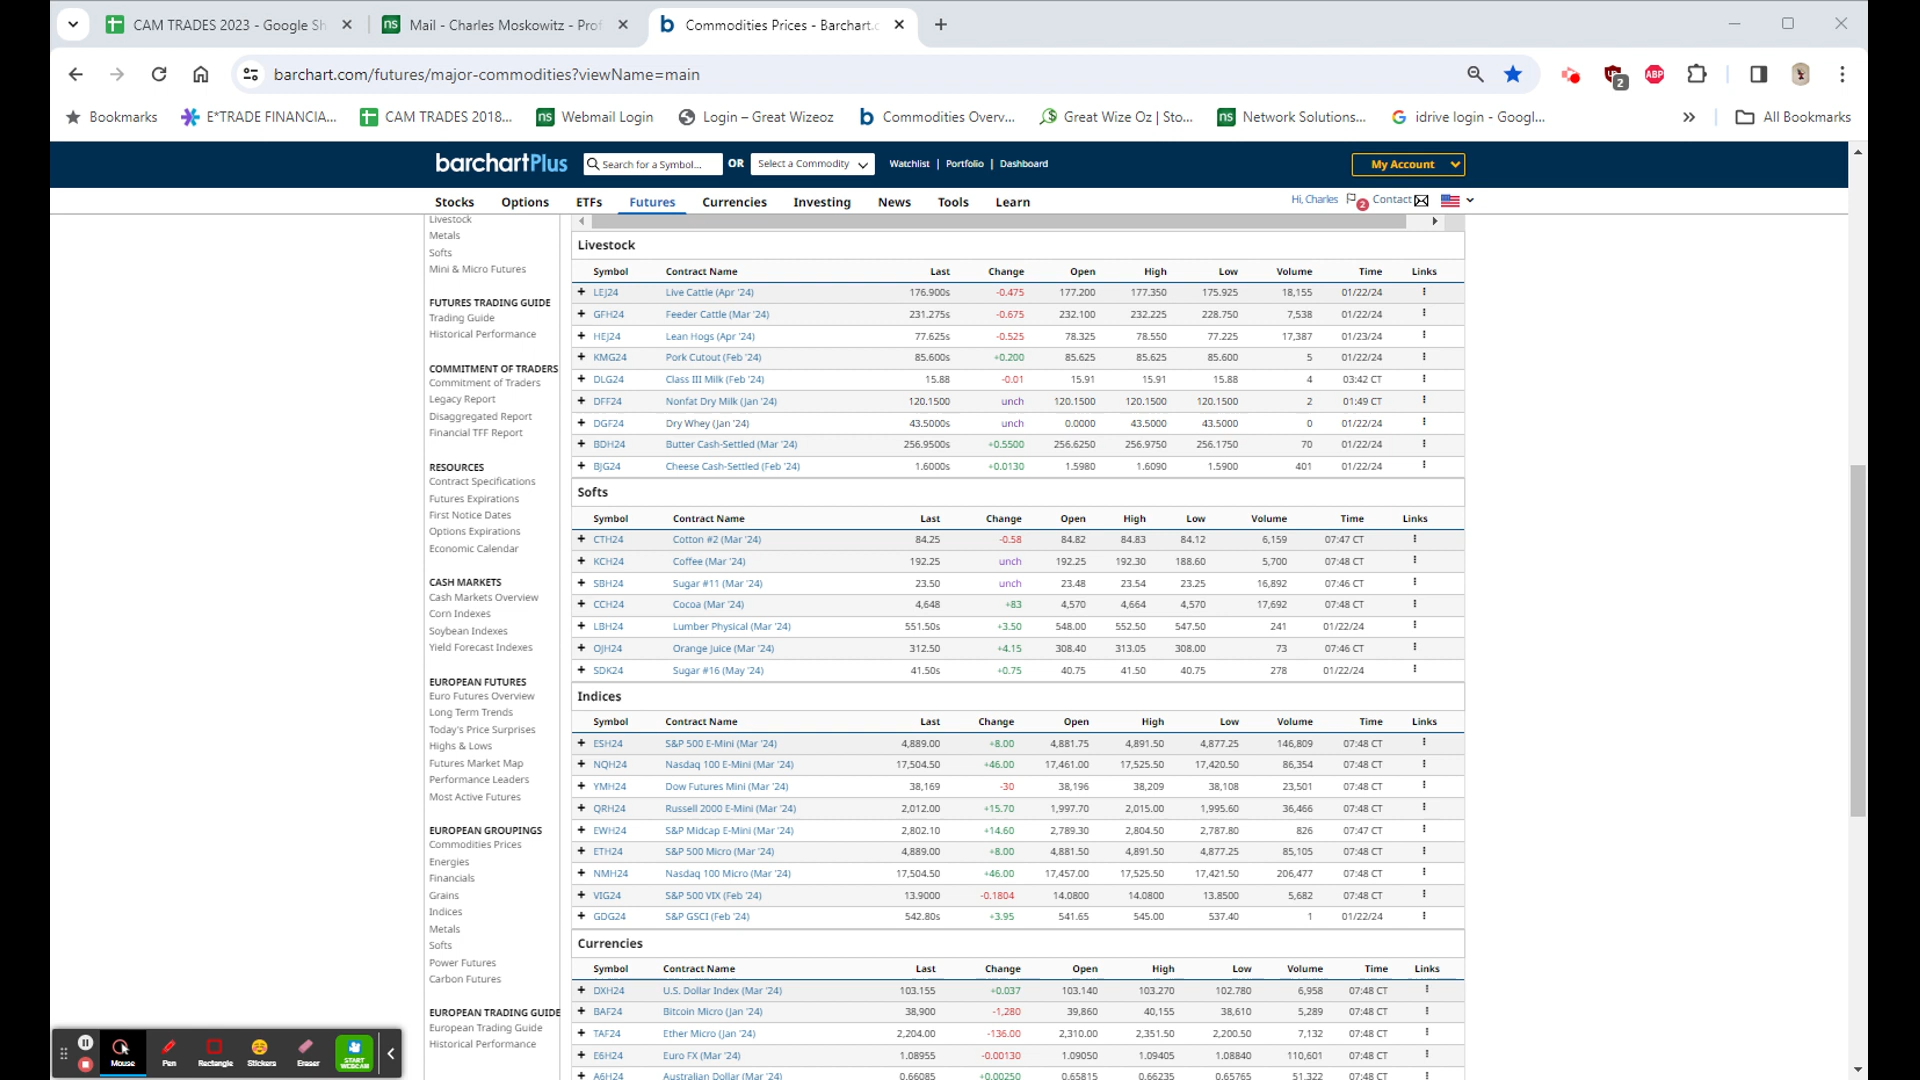 CAM TRADES 2023 - Google Sh
Mail - Charles Moskowitz - Prof
Commodities Prices - Barchart.c
barchart.com/futures/major-commodities?viewName=main
2
ABP
Bookmarks
E*TRADE FINANCIA...
CAM TRADES 2018...
Webmail Login
Login – Great Wizeoz
Commodities Overv...
Great Wize Oz | Sto...
Network Solutions...
idrive login - Googl...
All Bookmarks
barchartPlus
Search for a Symbol...
OR
Select a Commodity
Watchlist | Portfolio | Dashboard
My Account
Stocks Options ETFs Futures Currencies Investing News Tools Learn
Hi, Charles 2 Contact
Livestock
Metals
Softs
Mini & Micro Futures
FUTURES TRADING GUIDE
Trading Guide
Historical Performance
COMMITMENT OF TRADERS
Commitment of Traders
Legacy Report
Disaggregated Report
Financial TFF Report
RESOURCES
Contract Specifications
Futures Expirations
First Notice Dates
Options Expirations
Economic Calendar
CASH MARKETS
Cash Markets Overview
Corn Indexes
Soybean Indexes
Yield Forecast Indexes
EUROPEAN FUTURES
Euro Futures Overview
Long Term Trends
Today's Price Surprises
Highs & Lows
Futures Market Map
Performance Leaders
Most Active Futures
EUROPEAN GROUPINGS
Commodities Prices
Energies
Financials
Grains
Indices
Metals
Softs
Power Futures
Carbon Futures
EUROPEAN TRADING GUIDE
European Trading Guide
Historical Performance
Livestock
Symbol Contract Name Last Change Open High Low Volume Time Links
+ LEJ24 Live Cattle (Apr '24) 176.900s -0.475 177.200 177.350 175.925 18,155 01/22/24
+ GFH24 Feeder Cattle (Mar '24) 231.275s -0.675 232.100 232.225 228.750 7,538 01/22/24
+ HEJ24 Lean Hogs (Apr '24) 77.625s -0.525 78.325 78.550 77.225 17,387 01/23/24
+ KMG24 Pork Cutout (Feb '24) 85.600s +0.200 85.625 85.625 85.600 5 01/22/24
+ DLG24 Class III Milk (Feb '24) 15.88 -0.01 15.91 15.91 15.88 4 03:42 CT
+ DFF24 Nonfat Dry Milk (Jan '24) 120.1500 unch 120.1500 120.1500 120.1500 2 01:49 CT
+ DGF24 Dry Whey (Jan '24) 43.5000s unch 0.0000 43.5000 43.5000 0 01/22/24
+ BDH24 Butter Cash-Settled (Mar '24) 256.9500s +0.5500 256.6250 256.9750 256.1750 70 01/22/24
+ BJG24 Cheese Cash-Settled (Feb '24) 1.6000s +0.0130 1.5980 1.6090 1.5900 401 01/22/24
Softs
Symbol Contract Name Last Change Open High Low Volume Time Links
+ CTH24 Cotton #2 (Mar '24) 84.25 -0.58 84.82 84.83 84.12 6,159 07:47 CT
+ KCH24 Coffee (Mar '24) 192.25 unch 192.25 192.30 188.60 5,700 07:48 CT
+ SBH24 Sugar #11 (Mar '24) 23.50 unch 23.48 23.54 23.25 16,892 07:46 CT
+ CCH24 Cocoa (Mar '24) 4,648 +83 4,570 4,664 4,570 17,692 07:48 CT
+ LBH24 Lumber Physical (Mar '24) 551.50s +3.50 548.00 552.50 547.50 241 01/22/24
+ OJH24 Orange Juice (Mar '24) 312.50 +4.15 308.40 313.05 308.00 73 07:46 CT
+ SDK24 Sugar #16 (May '24) 41.50s +0.75 40.75 41.50 40.75 278 01/22/24
Indices
Symbol Contract Name Last Change Open High Low Volume Time Links
+ ESH24 S&P 500 E-Mini (Mar '24) 4,889.00 +8.00 4,881.75 4,891.50 4,877.25 146,809 07:48 CT
+ NQH24 Nasdaq 100 E-Mini (Mar '24) 17,504.50 +46.00 17,461.00 17,525.50 17,420.50 86,354 07:48 CT
+ YMH24 Dow Futures Mini (Mar '24) 38,169 -30 38,196 38,209 38,108 23,501 07:48 CT
+ QRH24 Russell 2000 E-Mini (Mar '24) 2,012.00 +15.70 1,997.70 2,015.00 1,995.60 36,466 07:48 CT
+ EWH24 S&P Midcap E-Mini (Mar '24) 2,802.10 +14.60 2,789.30 2,804.50 2,787.80 826 07:47 CT
+ ETH24 S&P 500 Micro (Mar '24) 4,889.00 +8.00 4,881.50 4,891.50 4,877.25 85,105 07:48 CT
+ NMH24 Nasdaq 100 Micro (Mar '24) 17,504.50 +46.00 17,457.00 17,525.50 17,421.50 206,477 07:48 CT
+ VIG24 S&P 500 VIX (Feb '24) 13.9000 -0.1804 14.0800 14.0800 13.8500 5,682 07:48 CT
+ GDG24 S&P GSCI (Feb '24) 542.80s +3.95 541.65 545.00 537.40 1 01/22/24
Currencies
Symbol Contract Name Last Change Open High Low Volume Time Links
+ DXH24 U.S. Dollar Index (Mar '24) 103.155 +0.037 103.140 103.270 102.780 6,958 07:48 CT
+ BAF24 Bitcoin Micro (Jan '24) 38,900 -1,280 39,860 40,155 38,610 5,289 07:48 CT
+ TAF24 Ether Micro (Jan '24) 2,204.00 -136.00 2,310.00 2,351.50 2,200.50 7,132 07:48 CT
+ E6H24 Euro FX (Mar '24) 1.08955 -0.00130 1.09050 1.09405 1.08840 110,601 07:48 CT
+ A6H24 Australian Dollar (Mar '24) 0.66085 +0.00250 0.65815 0.66235 0.65765 51,322 07:48 CT
Mouse Pen Rectangle Stickers Eraser START WEBCAM